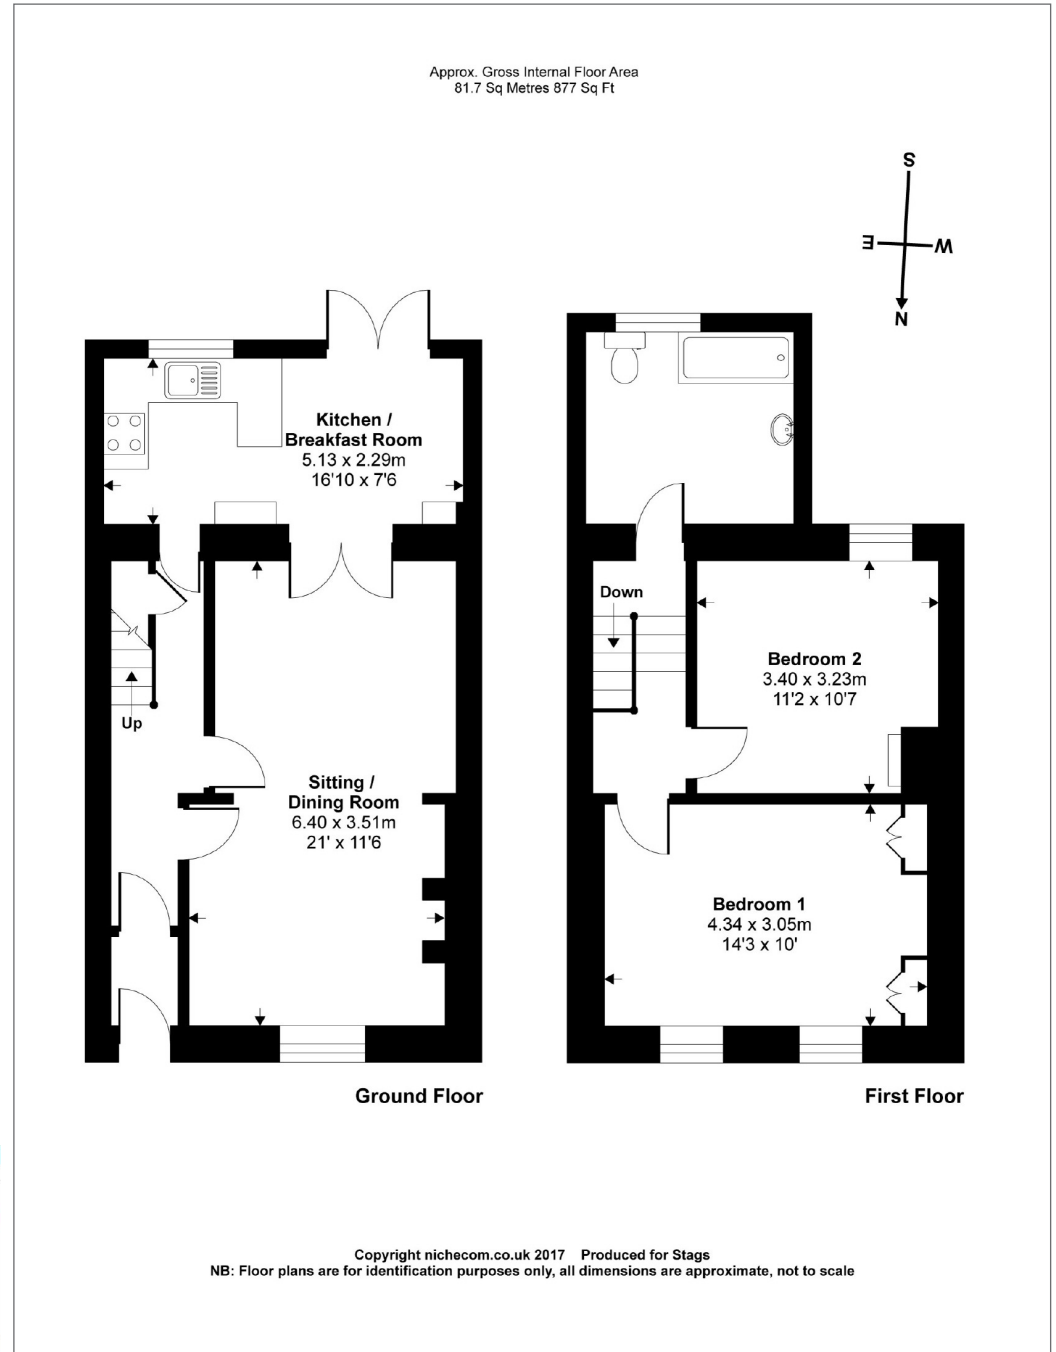 Approx. Gross Internal Floor Area
81.7 Sq Metres 877 Sq Ft
S
E
W
N
Kitchen /
Breakfast Room
5.13 x 2.29m
16'10 x 7'6
Up
Sitting /
Dining Room
6.40 x 3.51m
21' x 11'6
Ground Floor
Down
Bedroom 2
3.40 x 3.23m
11'2 x 10'7
Bedroom 1
4.34 x 3.05m
14'3 x 10'
First Floor
Copyright nichecom.co.uk 2017 Produced for Stags
NB: Floor plans are for identification purposes only, all dimensions are approximate, not to scale